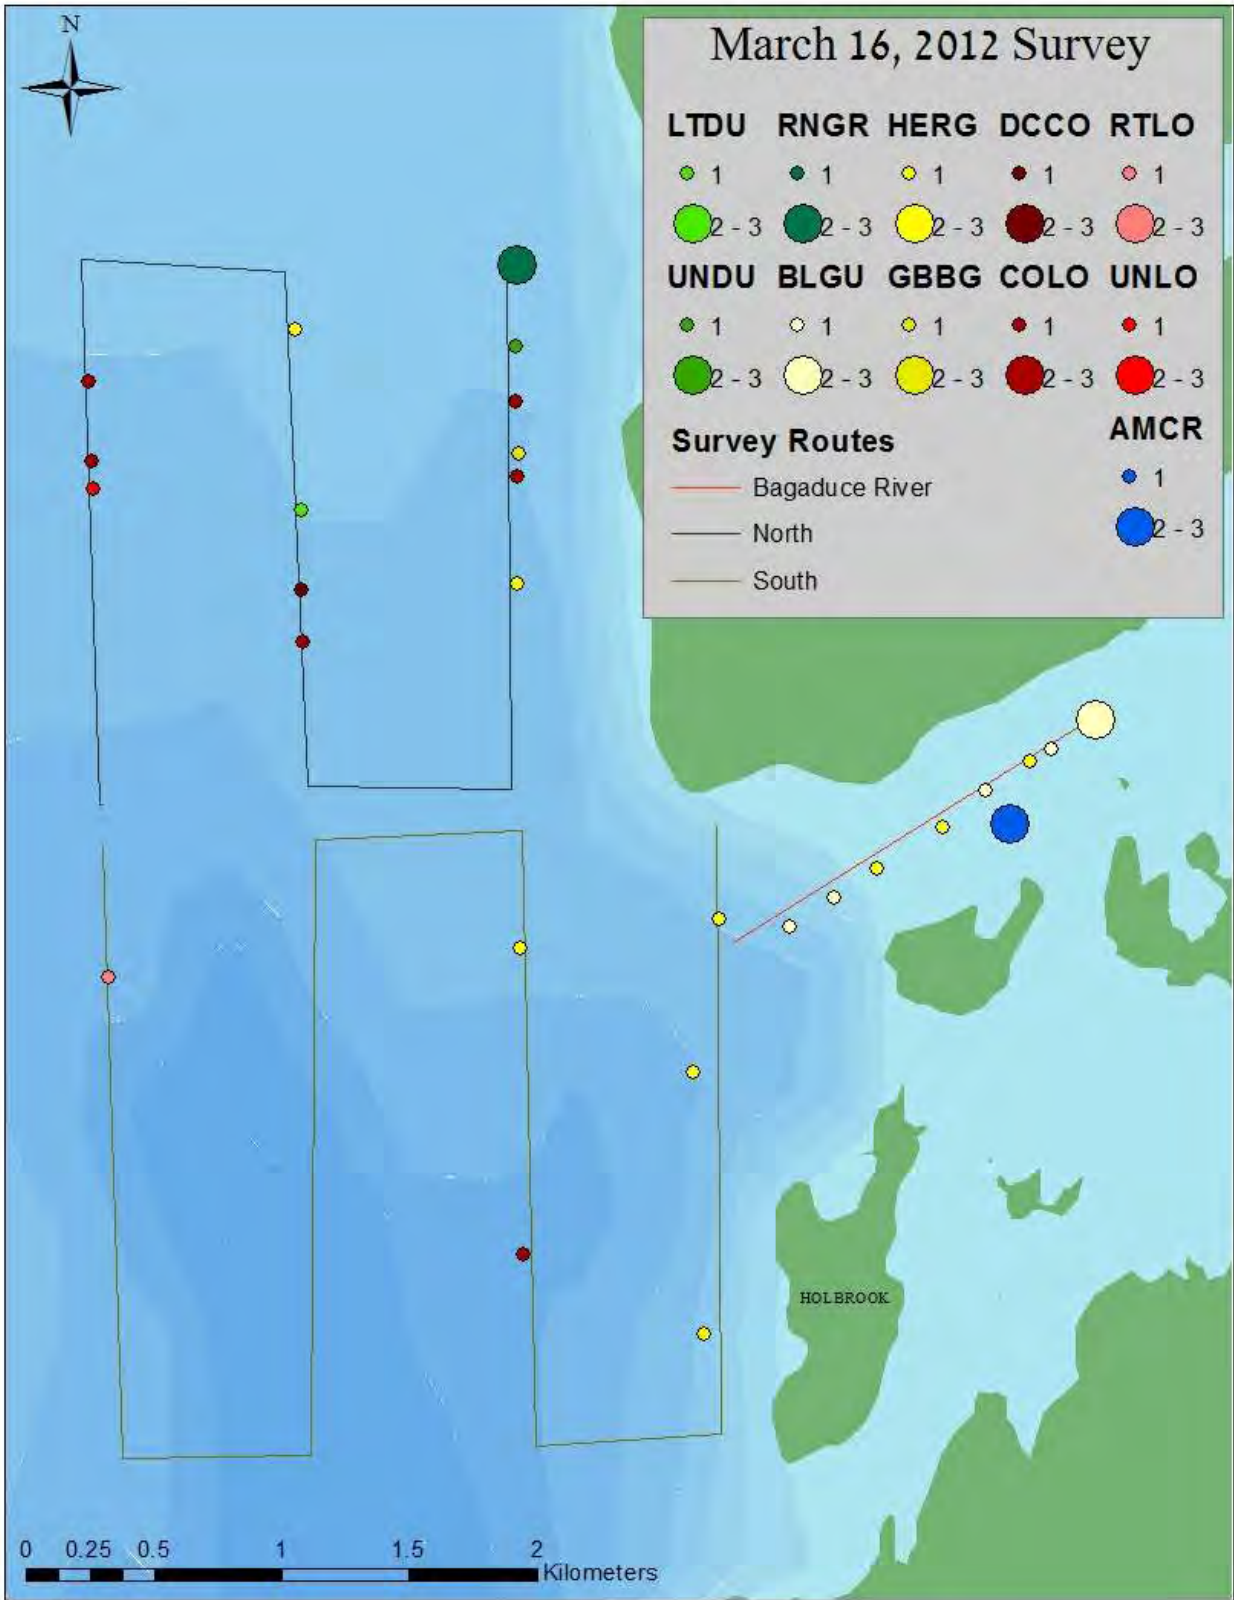 N
March 16, 2012 Survey
LTDU RNGR HERG DCCO RTLO
1 1 1 1 1
2 - 3 2 - 3 2 - 3 2 - 3 2 - 3
UNDU BLGU GBBG COLO UNLO
1 1 1 1 1
2 - 3 2 - 3 2 - 3 2 - 3 2 - 3
Survey Routes
AMCR
Bagaduce River
1
North
2 - 3
South
HOLBROOK
0 0.25 0.5 1 1.5 2
Kilometers